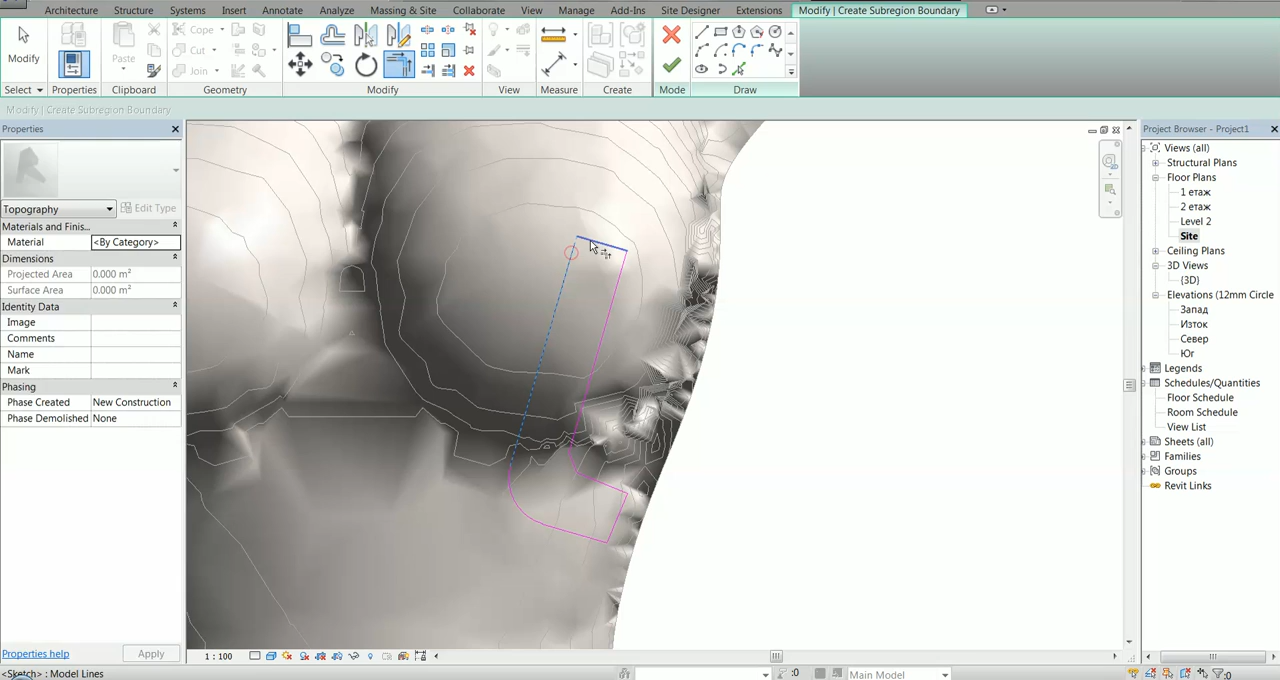 Architecture Structure Systems Insert Annotate Analyze Massing & Site Collaborate View Manage Add-Ins Site Designer Extensions Modify | Create Subregion Boundary
Modify
Paste
Cope
Cut
Join
Select Properties Clipboard Geometry Modify View Measure Create Mode Draw
Modify | Create Subregion Boundary
Properties
Topography
Edit Type
Materials and Finis...
Material <By Category>
Dimensions
Projected Area 0.000 m²
Surface Area 0.000 m²
Identity Data
Image
Comments
Name
Mark
Phasing
Phase Created New Construction
Phase Demolished None
Properties help
Apply
1 : 100
<Sketch> : Model Lines
:0
Main Model
:0
Project Browser - Project1
Views (all)
Structural Plans
Floor Plans
1 етаж
2 етаж
Level 2
Site
Ceiling Plans
3D Views
{3D}
Elevations (12mm Circle
Запад
Изток
Север
Юг
Legends
Schedules/Quantities
Floor Schedule
Room Schedule
View List
Sheets (all)
Families
Groups
Revit Links